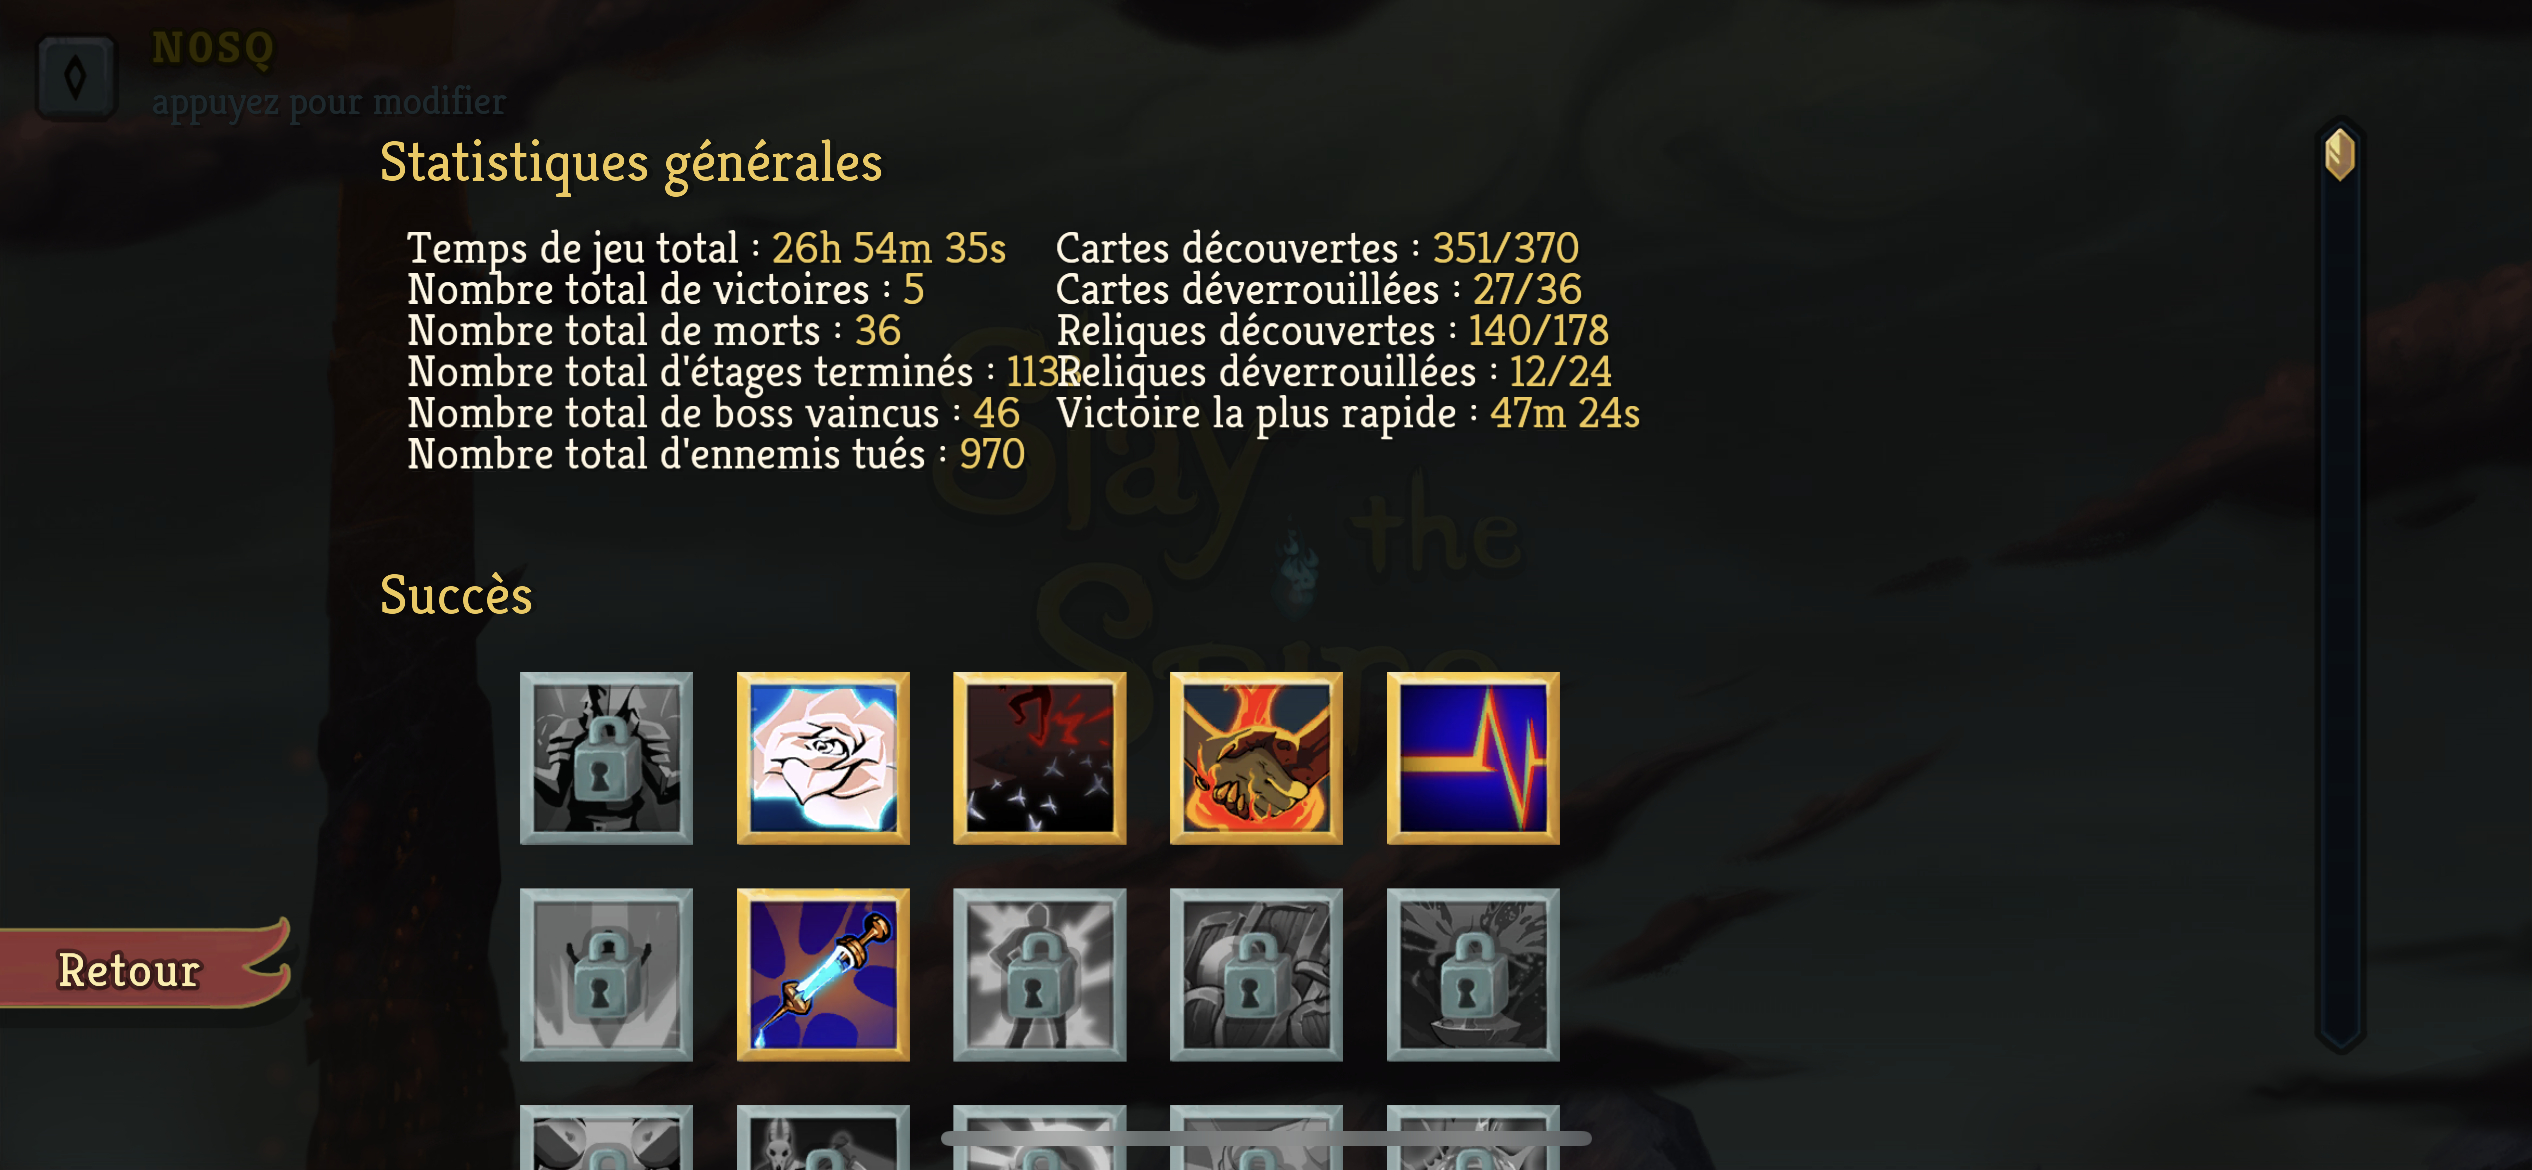 NOSQ
appuyez pour modifier
Statistiques générales
Temps de jeu total : 26h 54m 35s
Nombre total de victoires : 5
Nombre total de morts : 36
Nombre total d'étages terminés :
Nombre total de boss vaincus : 46
Nombre total d'ennemis tués : 970
Cartes découvertes : 351/370
Cartes déverrouillées : 27/36
Reliques découvertes : 140/178
Reliques déverrouillées : 12/24
Victoire la plus rapide : 47m 24s
Slay
the
Spire
Succès
Retour